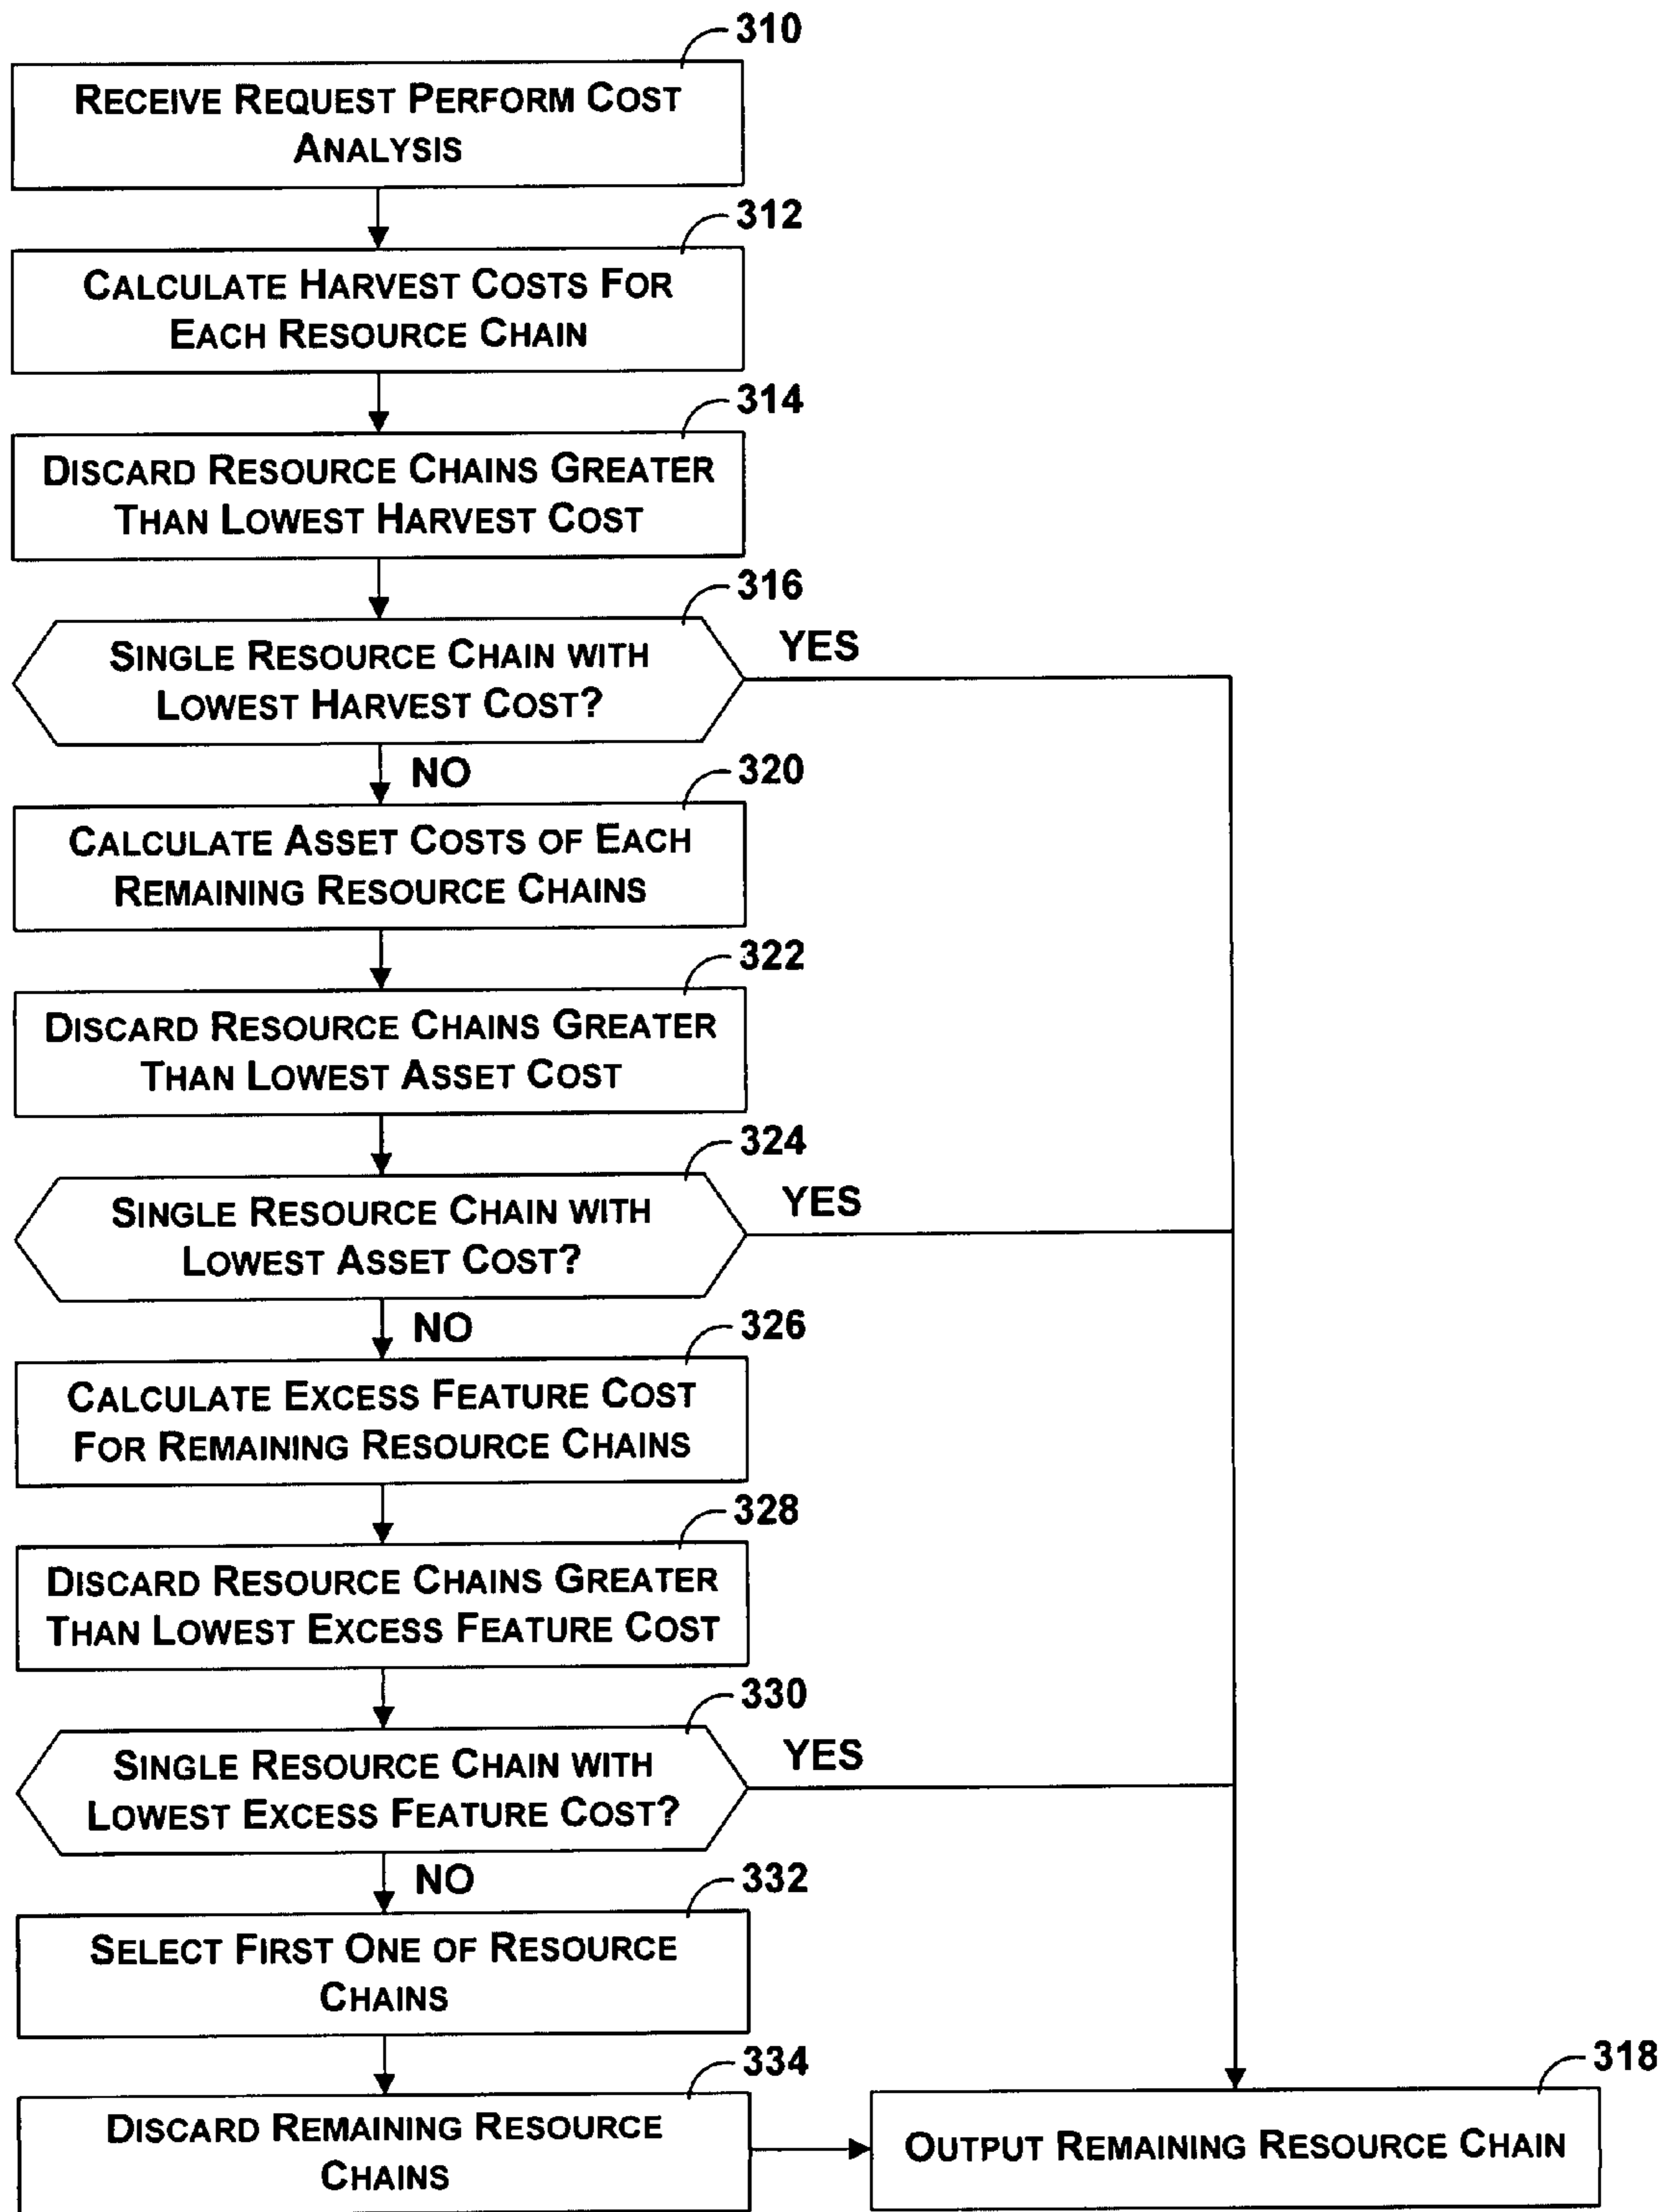 310
RECEIVE REQUEST PERFORM COST
ANALYSIS
312
CALCULATE HARVEST COSTS FOR
EACH RESOURCE CHAIN
314
DISCARD RESOURCE CHAINS GREATER
THAN LOWEST HARVEST COST
316
SINGLE RESOURCE CHAIN WITH
LOWEST HARVEST COST?
YES
NO
320
CALCULATE ASSET COSTS OF EACH
REMAINING RESOURCE CHAINS
322
DISCARD RESOURCE CHAINS GREATER
THAN LOWEST ASSET COST
324
SINGLE RESOURCE CHAIN WITH
LOWEST ASSET COST?
YES
NO
326
CALCULATE EXCESS FEATURE COST
FOR REMAINING RESOURCE CHAINS
328
DISCARD RESOURCE CHAINS GREATER
THAN LOWEST EXCESS FEATURE COST
330
SINGLE RESOURCE CHAIN WITH
LOWEST EXCESS FEATURE COST?
YES
NO
332
SELECT FIRST ONE OF RESOURCE
CHAINS
334
DISCARD REMAINING RESOURCE
CHAINS
318
OUTPUT REMAINING RESOURCE CHAIN